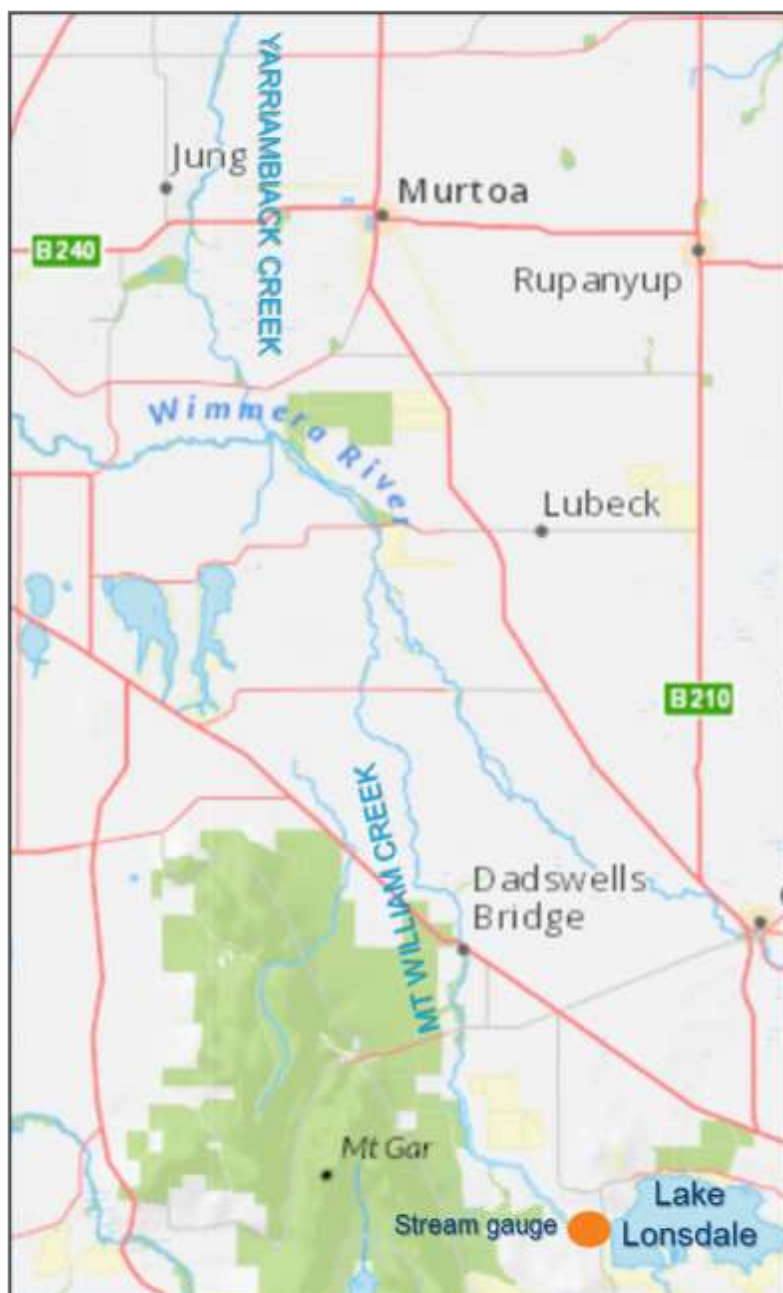 YARRIAMBIACK CREEK
Jung
Murtoa
B240
Rupanyup
Wimmera River
Lubeck
B210
MT WILLIAM CREEK
Dadswells
Bridge
Mt Gar
Stream gauge
Lake
Lonsdale